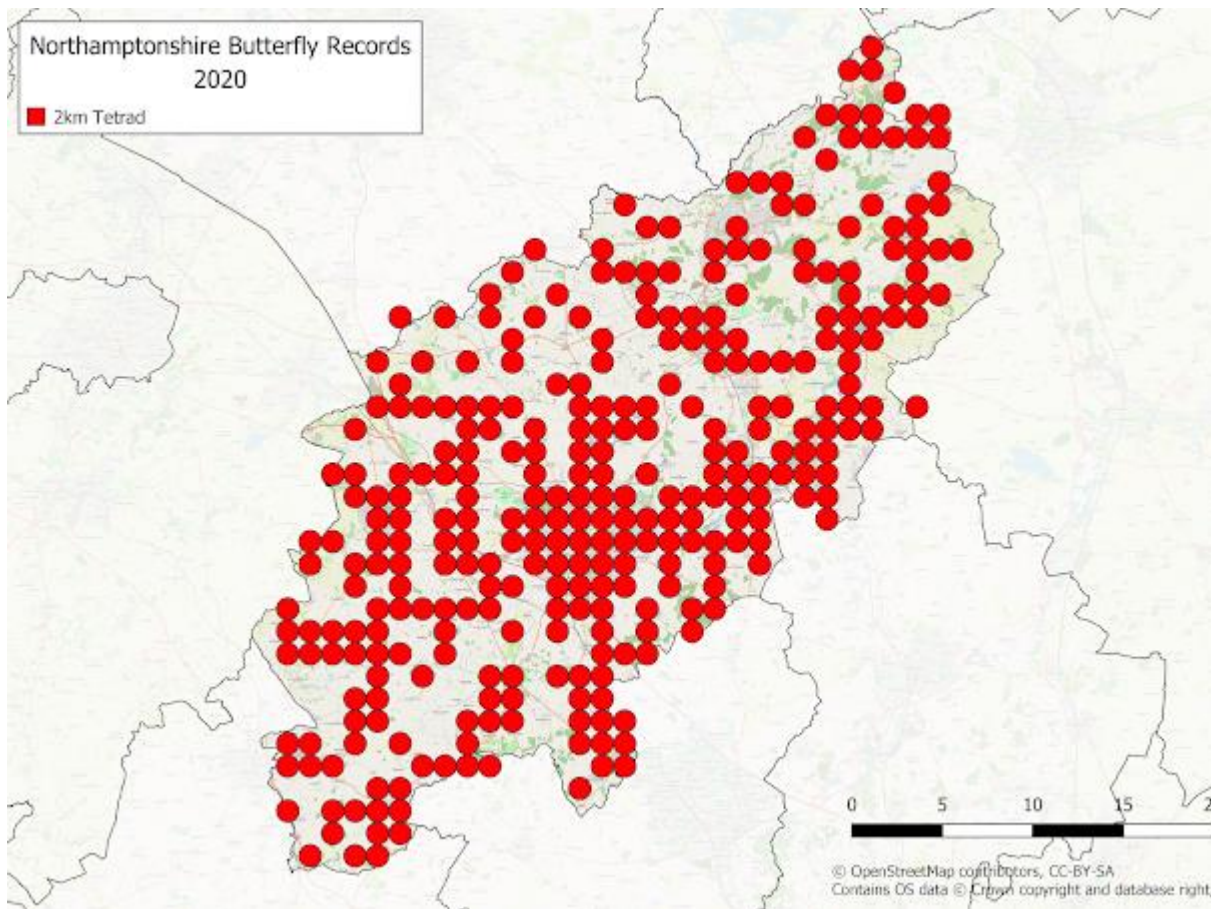 Northamptonshire Butterfly Records
2020
2km Tetrad
0 5 10 15
© OpenStreetMap contributors, CC-BY-SA
Contains OS data © Crown copyright and database right